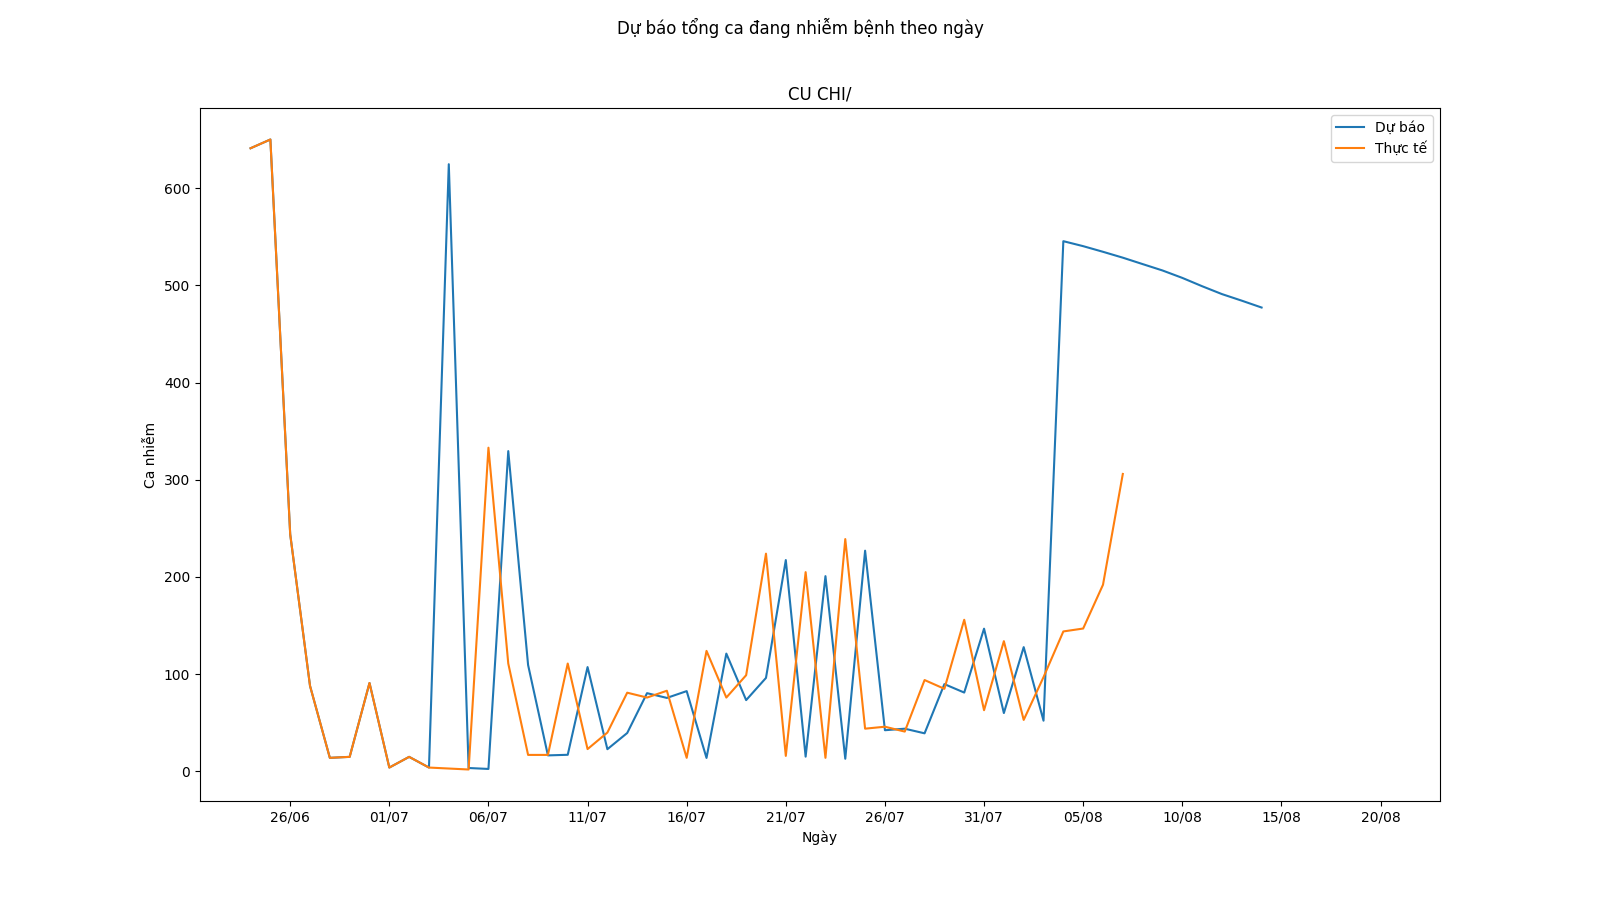 Dự báo tổng ca đang nhiễm bệnh theo ngày
CU CHI/
Dự báo
Thực tế
600
500
400
300
200
100
0
Ca nhiễm
26/06 01/07 06/07 11/07 16/07 21/07 26/07 31/07 05/08 10/08 15/08 20/08
Ngày